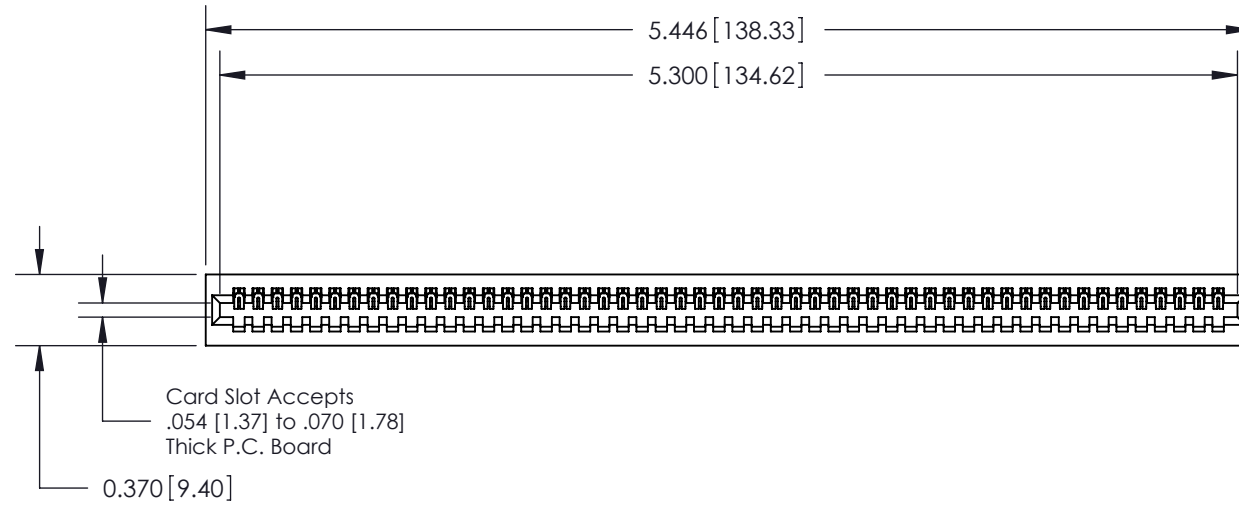 5.446 [138.33]
5.300 [134.62]
Card Slot Accepts
.054 [1.37] to .070 [1.78]
Thick P.C. Board
0.370 [9.40]